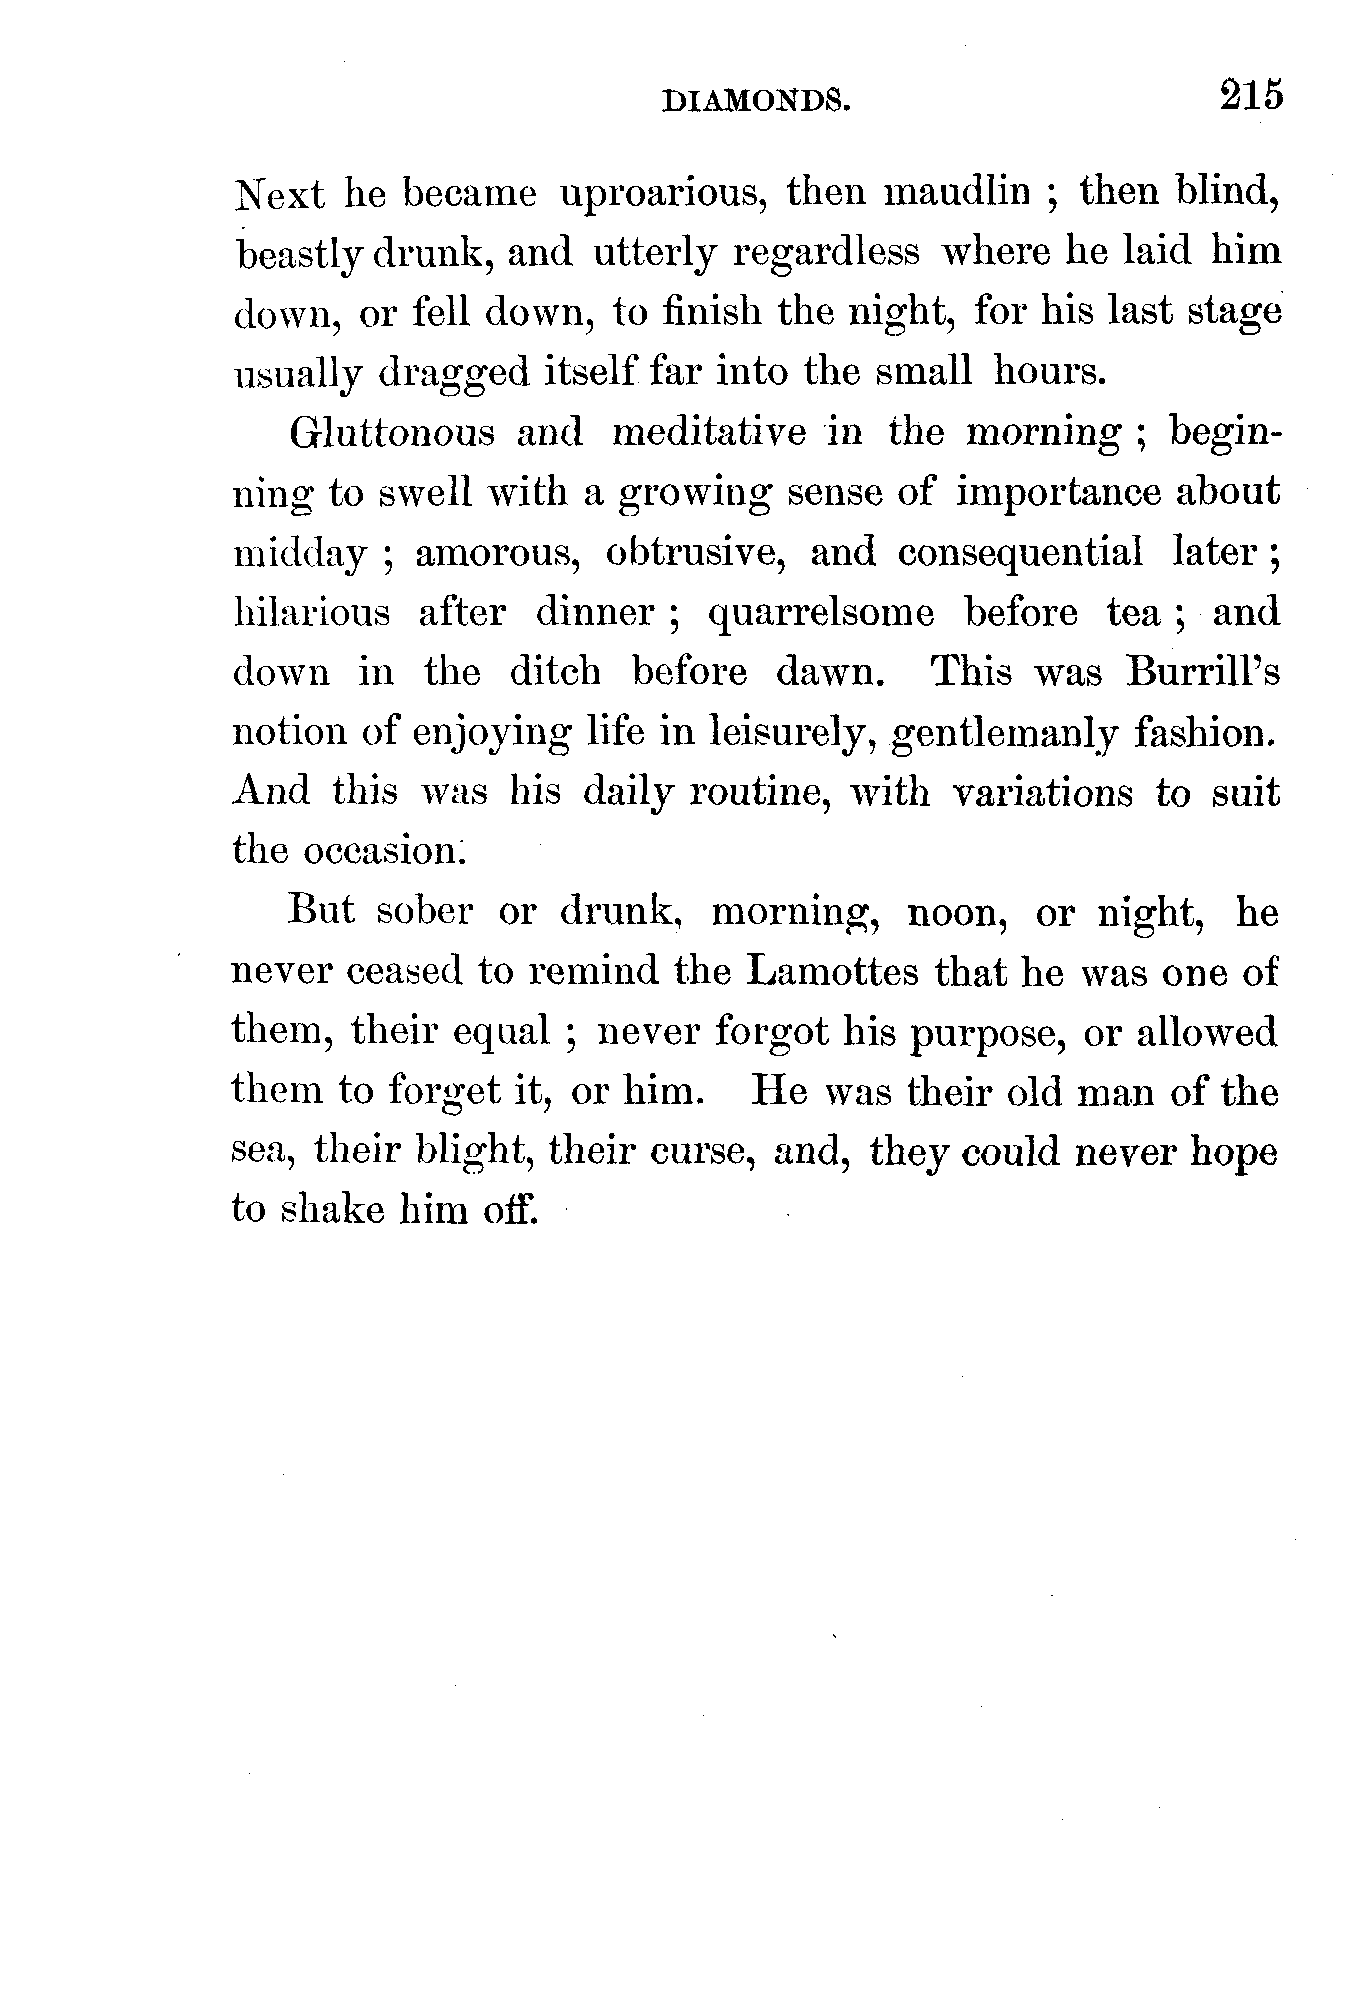 DIAMONDS. 215
Next he became uproarious, then maudlin ; then blind,
beastly drunk, and utterly regardless where he laid him
down, or fell down, to finish the night, for his last stage
usually dragged itself far into the small hours.
Gluttonous and meditative in the morning ; begin-
ning to swell with a growing sense of importance about
midday ; amorous, obtrusive, and consequential later ;
hilarious after dinner ; quarrelsome before tea ; and
down in the ditch before dawn. This was Burrill's
notion of enjoying life in leisurely, gentlemanly fashion.
And this was his daily routine, with variations to suit
the occasion.
But sober or drunk, morning, noon, or night, he
never ceased to remind the Lamottes that he was one of
them, their equal ; never forgot his purpose, or allowed
them to forget it, or him. He was their old man of the
sea, their blight, their curse, and, they could never hope
to shake him off.